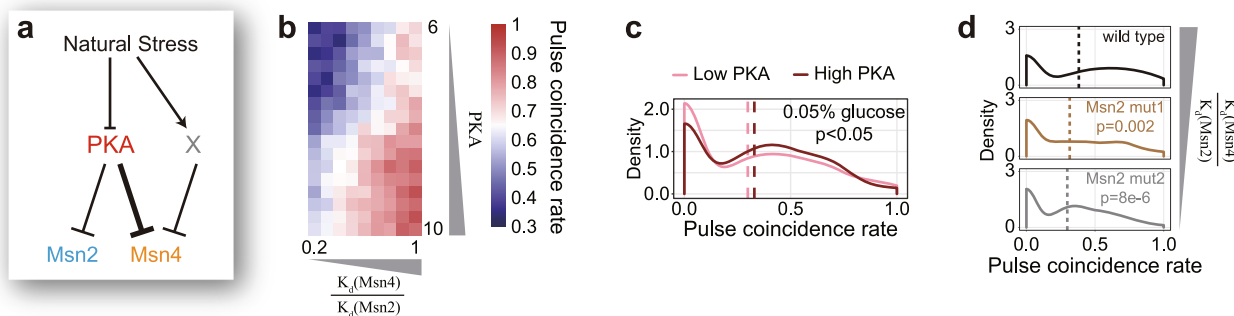 a
Natural Stress
PKA
X
Msn2
Msn4
b
6
10
PKA
0.2
1
Kd(Msn4)
Kd(Msn2)
1
0.9
0.8
0.7
0.6
0.5
0.4
0.3
Pulse coincidence rate
c
Low PKA
High PKA
0.05% glucose
p<0.05
2.0
1.0
0.0
Density
0.0
0.5
1.0
Pulse coincidence rate
d
wild type
3
0
Msn2 mut1
p=0.002
3
0
Msn2 mut2
p=8e-6
3
0
Density
0.0
0.5
1.0
Pulse coincidence rate
Kd(Msn4)
Kd(Msn2)